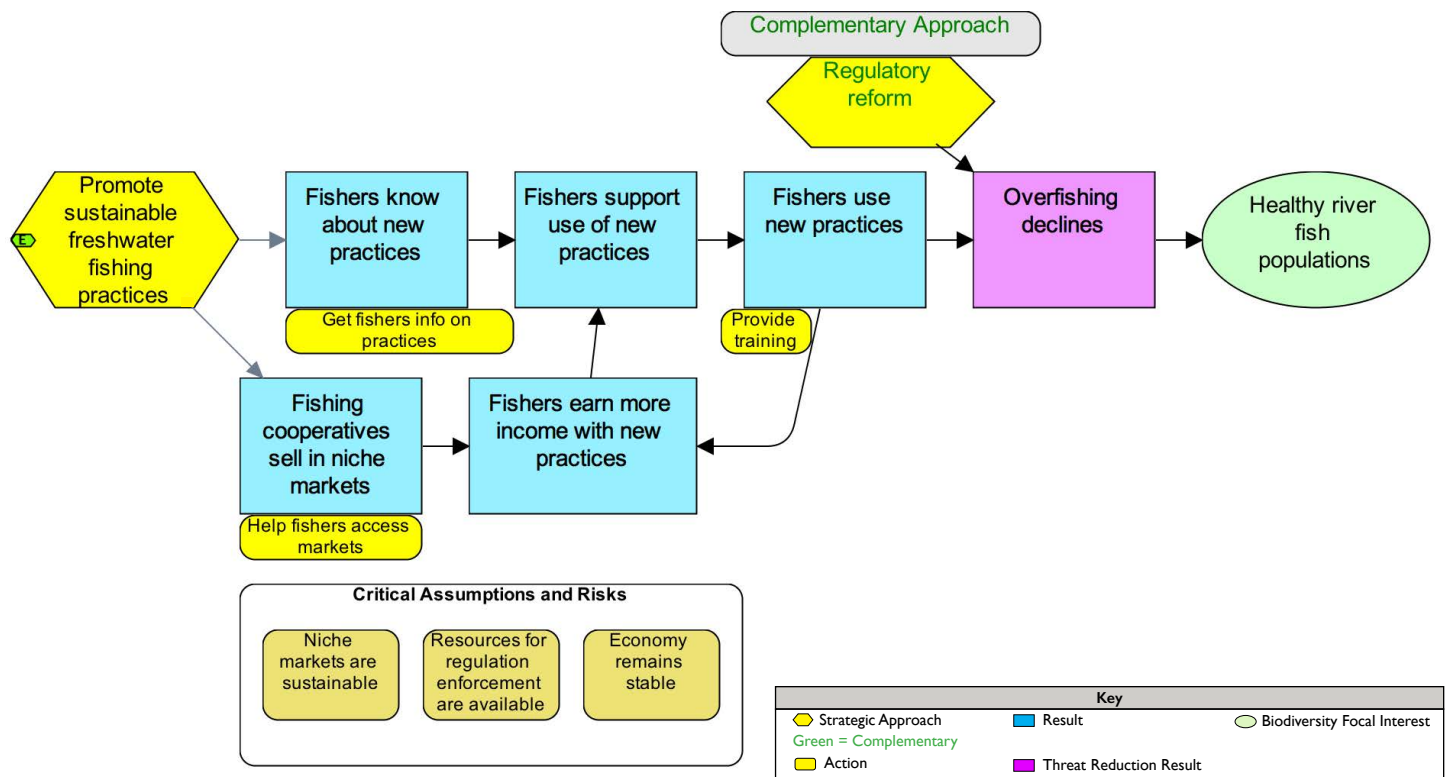 Complementary Approach
Regulatory
reform
Promote
sustainable
freshwater
fishing
practices
E
Fishers know
about new
practices
Fishers support
use of new
practices
Fishers use
new practices
Overfishing
declines
Healthy river
fish
populations
Get fishers info on
practices
Provide
training
Fishing
cooperatives
sell in niche
markets
Fishers earn more
income with new
practices
Help fishers access
markets
Critical Assumptions and Risks
Niche
markets are
sustainable
Resources for
regulation
enforcement
are available
Economy
remains
stable
Key
Strategic Approach
Green = Complementary
Action
Result
Threat Reduction Result
Biodiversity Focal Interest